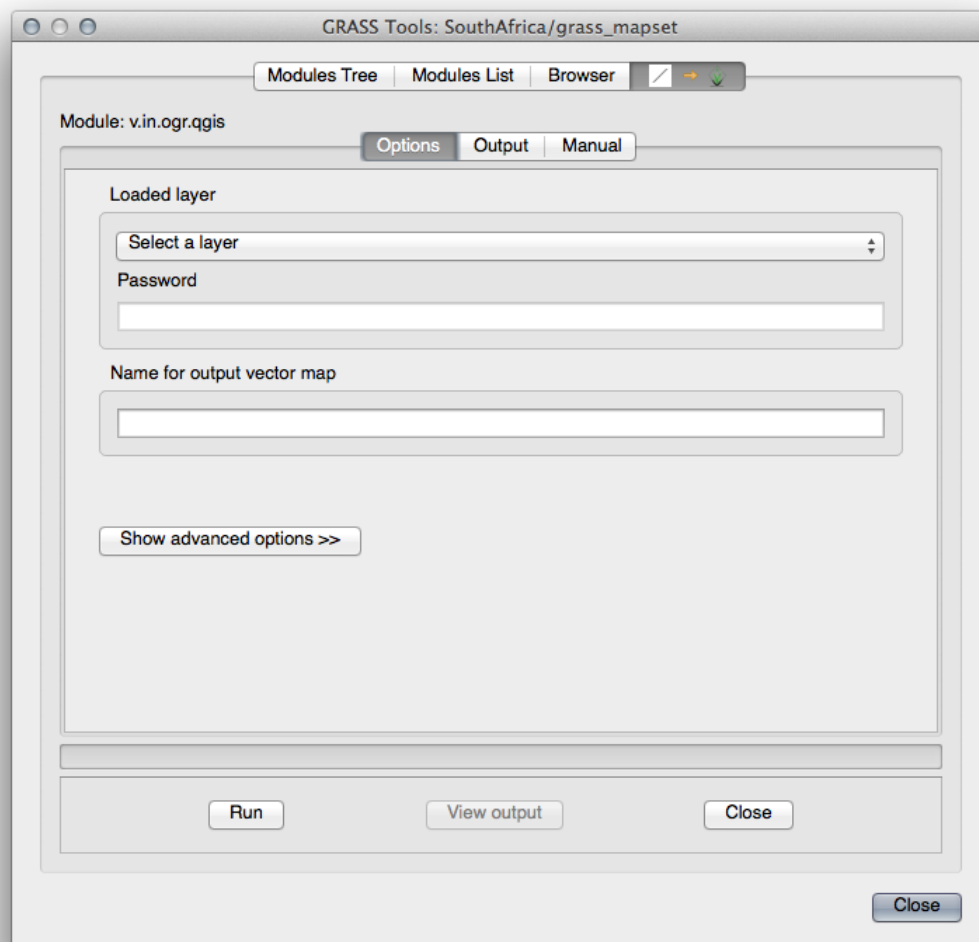 GRASS Tools: SouthAfrica/grass_mapset
Modules Tree Modules List Browser
Module: v.in.ogr.qgis
Options Output Manual
Loaded layer
Select a layer
Password
Name for output vector map
Show advanced options >>
Run View output Close
Close